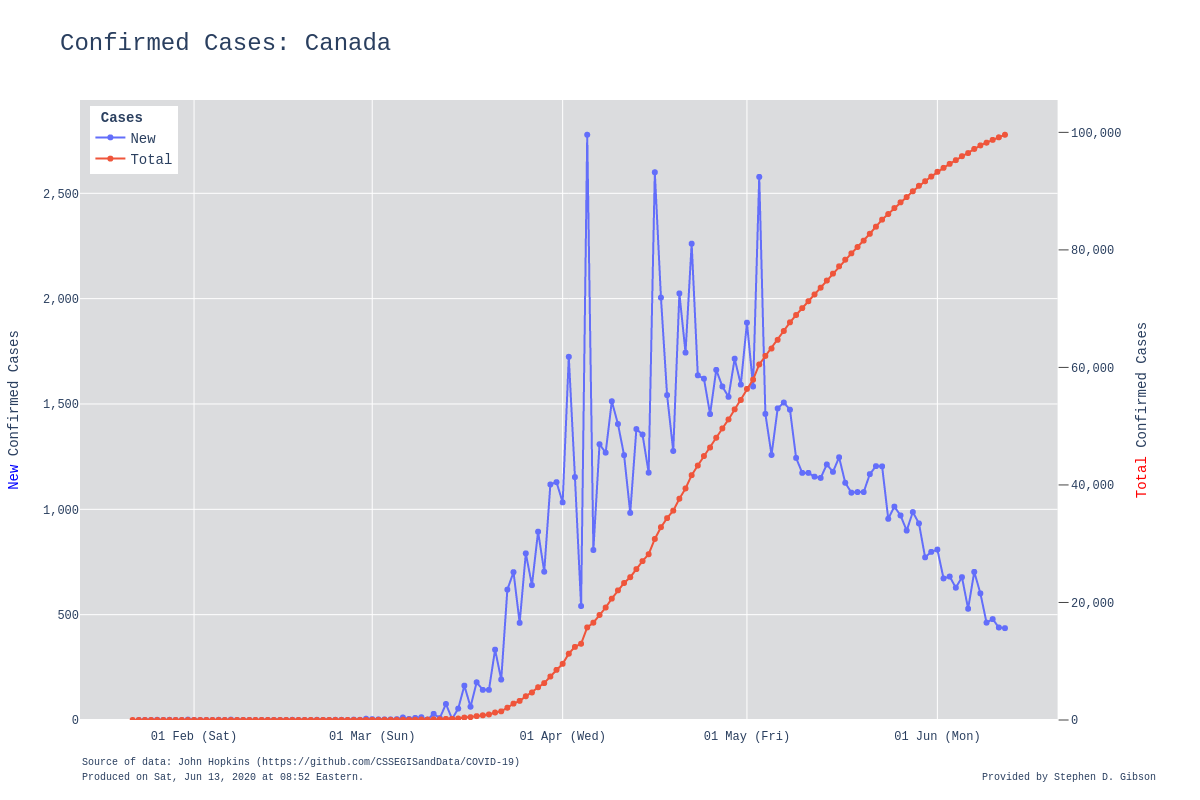 Confirmed Cases: Canada
Cases
New
Total
2,500
2,000
1,500
1,000
500
0
New Confirmed Cases
100,000
80,000
60,000
40,000
20,000
0
Total Confirmed Cases
01 Feb (Sat)
01 Mar (Sun)
01 Apr (Wed)
01 May (Fri)
01 Jun (Mon)
Source of data: John Hopkins (https://github.com/CSSEGISandData/COVID-19)
Produced on Sat, Jun 13, 2020 at 08:52 Eastern.
Provided by Stephen D. Gibson